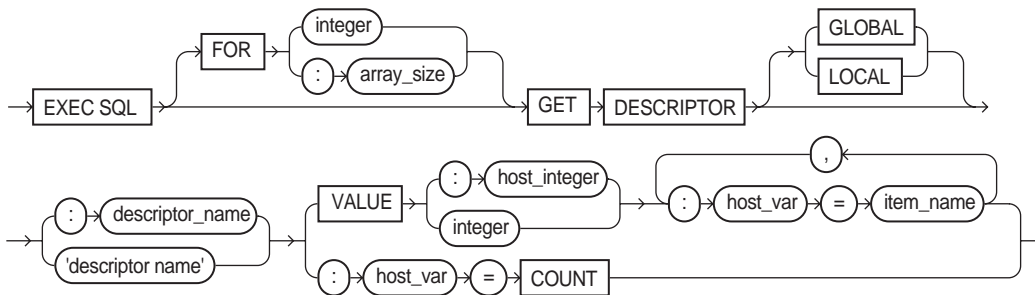 integer GLOBAL
FOR : array_size LOCAL
EXEC SQL GET DESCRIPTOR
,
: descriptor_name VALUE : host_integer : host_var = item_name
'descriptor name' integer
: host_var = COUNT